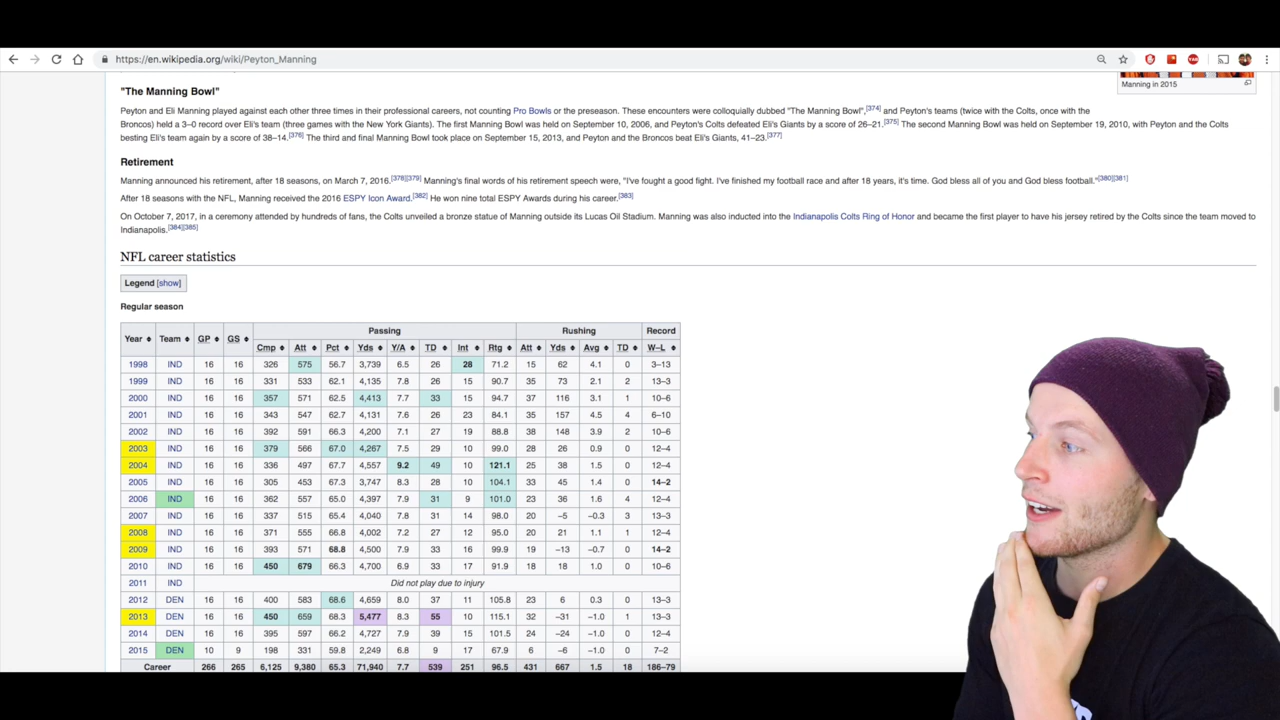 https://en.wikipedia.org/wiki/Peyton_Manning
"The Manning Bowl"
Manning in 2015
Peyton and Eli Manning played against each other three times in their professional careers, not counting Pro Bowls or the preseason. These encounters were colloquially dubbed "The Manning Bowl",[374] and Peyton's teams (twice with the Colts, once with the
Broncos) held a 3–0 record over Eli's team (three games with the New York Giants). The first Manning Bowl was held on September 10, 2006, and Peyton's Colts defeated Eli's Giants by a score of 26–21.[375] The second Manning Bowl was held on September 19, 2010, with Peyton and the Colts
besting Eli's team again by a score of 38–14.[376] The third and final Manning Bowl took place on September 15, 2013, and Peyton and the Broncos beat Eli's Giants, 41–23.[377]
Retirement
Manning announced his retirement, after 18 seasons, on March 7, 2016.[378][379] Manning's final words of his retirement speech were, "I've fought a good fight. I've finished my football race and after 18 years, it's time. God bless all of you and God bless football."[380][381]
After 18 seasons with the NFL, Manning received the 2016 ESPY Icon Award.[382] He won nine total ESPY Awards during his career.[383]
On October 7, 2017, in a ceremony attended by hundreds of fans, the Colts unveiled a bronze statue of Manning outside its Lucas Oil Stadium. Manning was also inducted into the Indianapolis Colts Ring of Honor and became the first player to have his jersey retired by the Colts since the team moved to
Indianapolis.[384][385]
NFL career statistics
Legend [show]
Regular season
Year Team GP GS Passing Rushing Record
Cmp Att Pct Yds Y/A TD Int Rtg Att Yds Avg TD W–L
1998 IND 16 16 326 575 56.7 3,739 6.5 26 28 71.2 15 62 4.1 0 3–13
1999 IND 16 16 331 533 62.1 4,135 7.8 26 15 90.7 35 73 2.1 2 13–3
2000 IND 16 16 357 571 62.5 4,413 7.7 33 15 94.7 37 116 3.1 1 10–6
2001 IND 16 16 343 547 62.7 4,131 7.6 26 23 84.1 35 157 4.5 4 6–10
2002 IND 16 16 392 591 66.3 4,200 7.1 27 19 88.8 38 148 3.9 2 10–6
2003 IND 16 16 379 566 67.0 4,267 7.5 29 10 99.0 28 26 0.9 0 12–4
2004 IND 16 16 336 497 67.7 4,557 9.2 49 10 121.1 25 38 1.5 0 12–4
2005 IND 16 16 305 453 67.3 3,747 8.3 28 10 104.1 33 45 1.4 0 14–2
2006 IND 16 16 362 557 65.0 4,397 7.9 31 9 101.0 23 36 1.6 4 12–4
2007 IND 16 16 337 515 65.4 4,040 7.8 31 14 98.0 20 –5 –0.3 3 13–3
2008 IND 16 16 371 555 66.8 4,002 7.2 27 12 95.0 20 21 1.1 1 12–4
2009 IND 16 16 393 571 68.8 4,500 7.9 33 16 99.9 19 –13 –0.7 0 14–2
2010 IND 16 16 450 679 66.3 4,700 6.9 33 17 91.9 18 18 1.0 0 10–6
2011 IND Did not play due to injury
2012 DEN 16 16 400 583 68.6 4,659 8.0 37 11 105.8 23 6 0.3 0 13–3
2013 DEN 16 16 450 659 68.3 5,477 8.3 55 10 115.1 32 –31 –1.0 1 13–3
2014 DEN 16 16 395 597 66.2 4,727 7.9 39 15 101.5 24 –24 –1.0 0 12–4
2015 DEN 10 9 198 331 59.8 2,249 6.8 9 17 67.9 6 –6 –1.0 0 7–2
Career 266 265 6,125 9,380 65.3 71,940 7.7 539 251 96.5 431 667 1.5 18 186–79